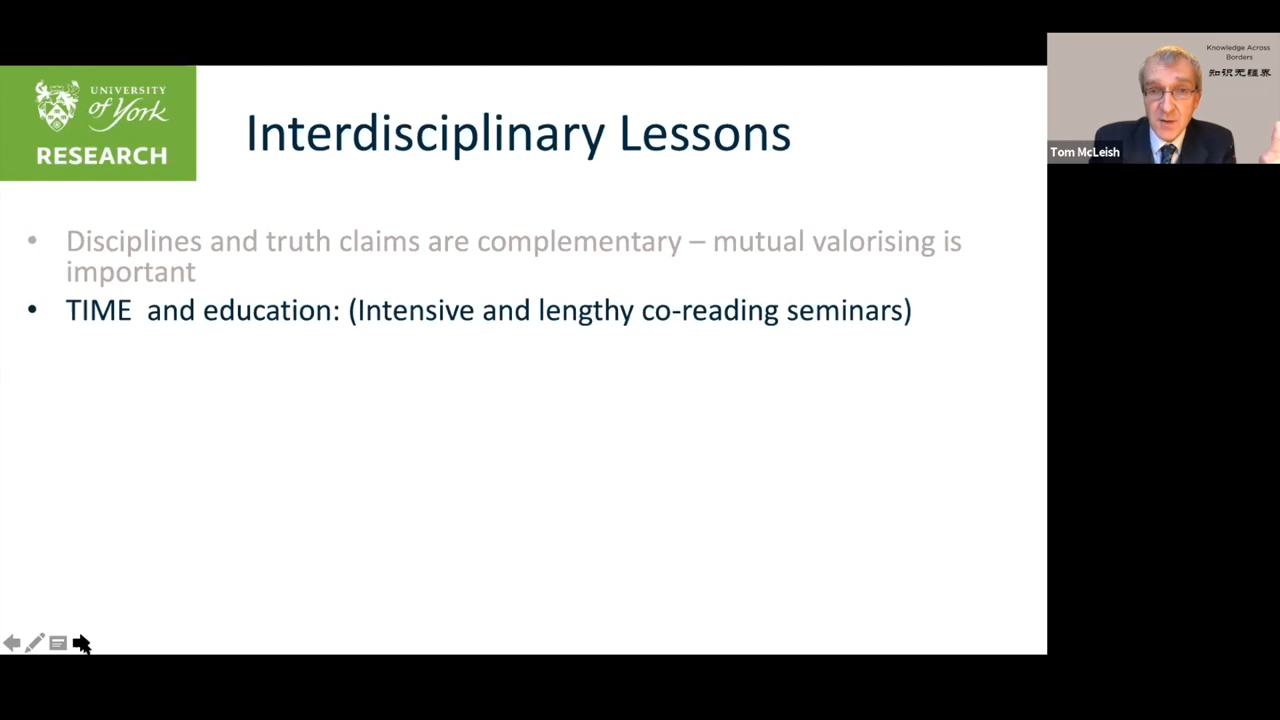 UNIVERSITY
of York
RESEARCH
Interdisciplinary Lessons
• Disciplines and truth claims are complementary – mutual valorising is
important
• TIME and education: (Intensive and lengthy co-reading seminars)
Knowledge Across
Borders
知识无疆界
Tom McLeish